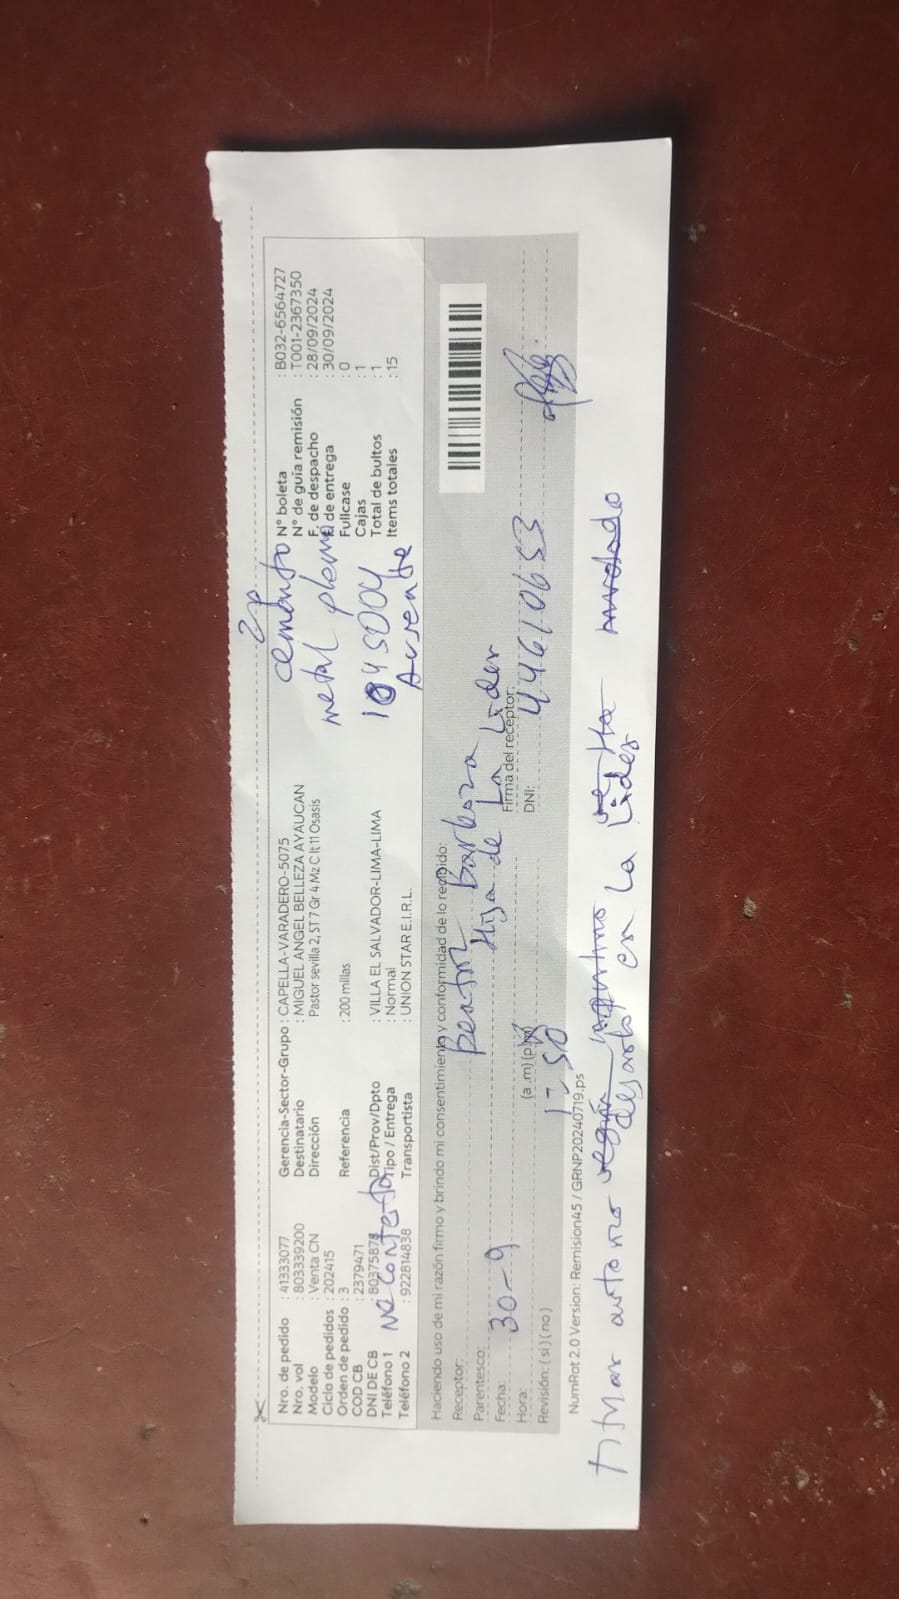 2p
Nro. de pedido : 41333077
Nro. vol : 803339200
Modelo : Venta CN
Ciclo de pedidos : 202415
Orden de pedido : 3
COD CB : 2379471
DNI DE CB : 80375878
Teléfono 1 no contesta
Teléfono 2 : 922814838
Gerencia-Sector-Grupo : CAPELLA-VARADERO-5075
Destinatario : MIGUEL ANGEL BELLEZA AYAUCAN
Dirección Pastor sevilla 2, ST 7 Gr 4 Mz C lt 11 Osasis
Referencia : 200 millas
Dist/Prov/Dpto : VILLA EL SALVADOR-LIMA-LIMA
Tipo / Entrega : Normal
Transportista : UNION STAR E.I.R.L.
cemento
metal plomo
Ausente
N° boleta : B032-6564727
N° de guía remisión : T001-2367350
F. de despacho : 28/09/2024
F. de entrega : 30/09/2024
Fullcase : 0
Cajas : 1
Total de bultos : 1
Items totales : 15
Haciendo uso de mi razón firmo y brindo mi consentimiento y conformidad de lo recibido:
Receptor: Beatriz Barboza
Parentesco: Hija de La Lider
Fecha: 30-9
Firma del receptor:
Hora: (a.m) (p.m) 1-50
DNI: 44610653
Revisión: ( si ) ( no )
NumRot 2.0 Version: Remision45 / GRNP20240719.ps
en la Lider